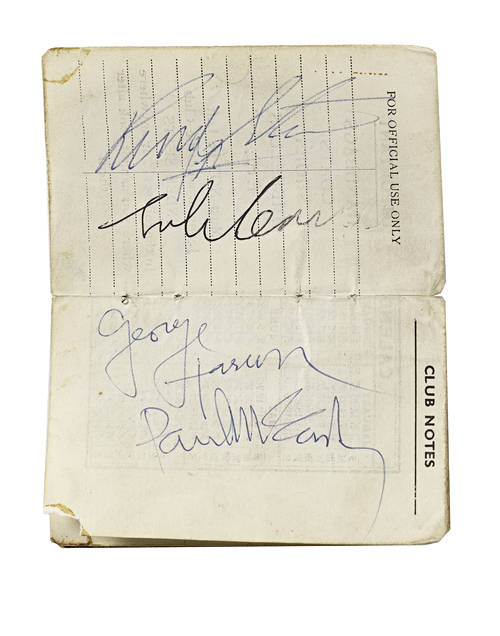 Ringo Starr
John Lennon
George Harrison
Paul McCartney
FOR OFFICIAL USE ONLY
CLUB NOTES